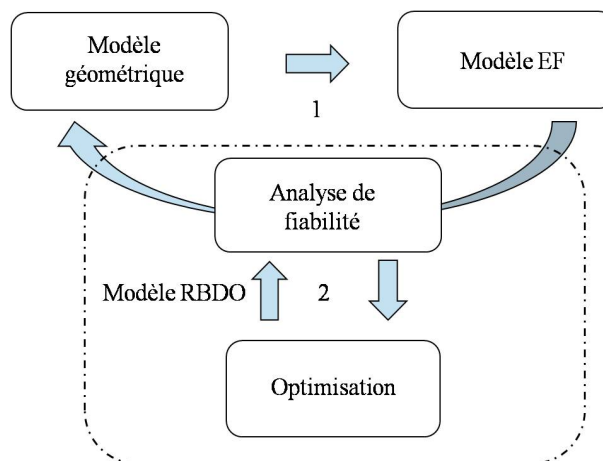 Modèle
géométrique
Modèle EF
1
Analyse de
fiabilité
Modèle RBDO
2
Optimisation